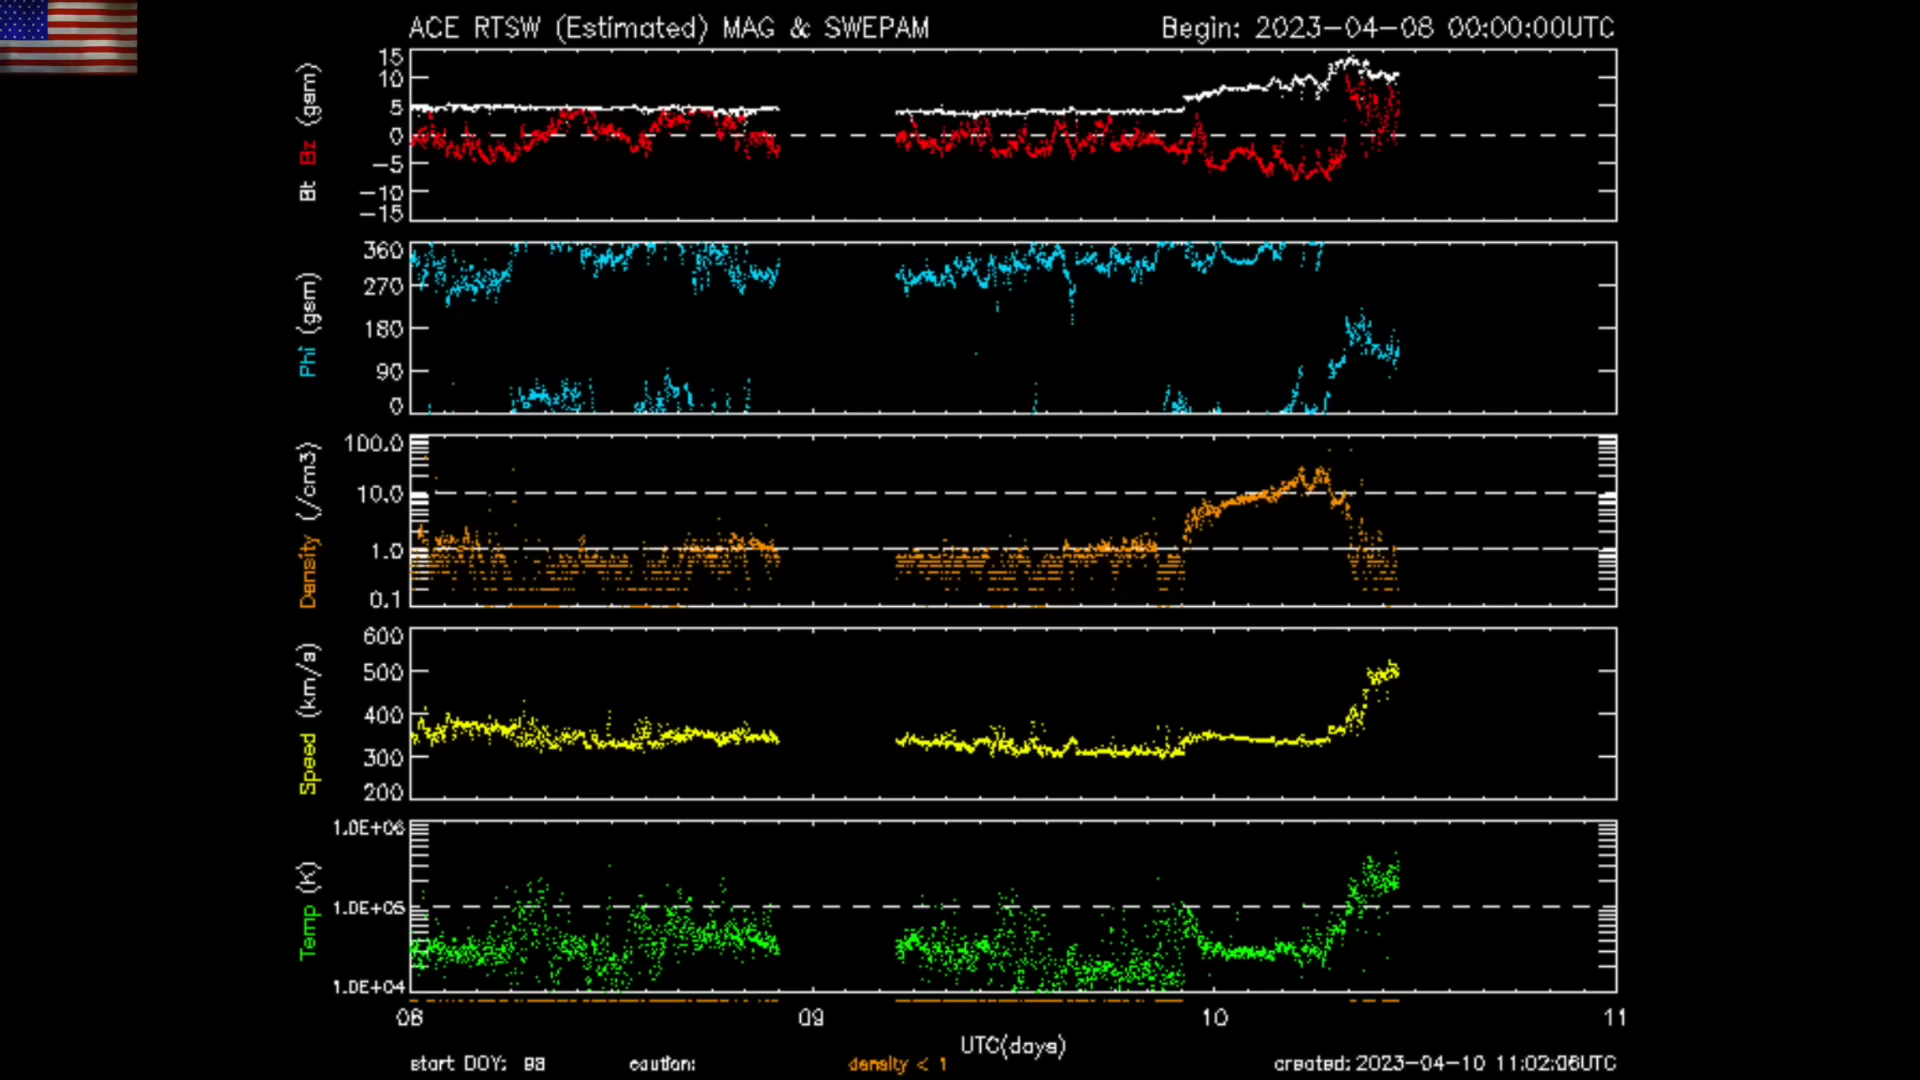 ACE RTSW (Estimated) MAG & SWEPAM
Begin: 2023-04-08 00:00:00UTC
Bt Bz (gsm)
15
10
5
0
-5
-10
-15
Phi (gsm)
360
270
180
90
0
Density (/cm3)
100.0
10.0
1.0
0.1
Speed (km/s)
600
500
400
300
200
Temp (K)
1.0E+06
1.0E+05
1.0E+04
08
09
10
11
UTC(days)
start DOY: 98
caution:
density < 1
created: 2023-04-10 11:02:06UTC